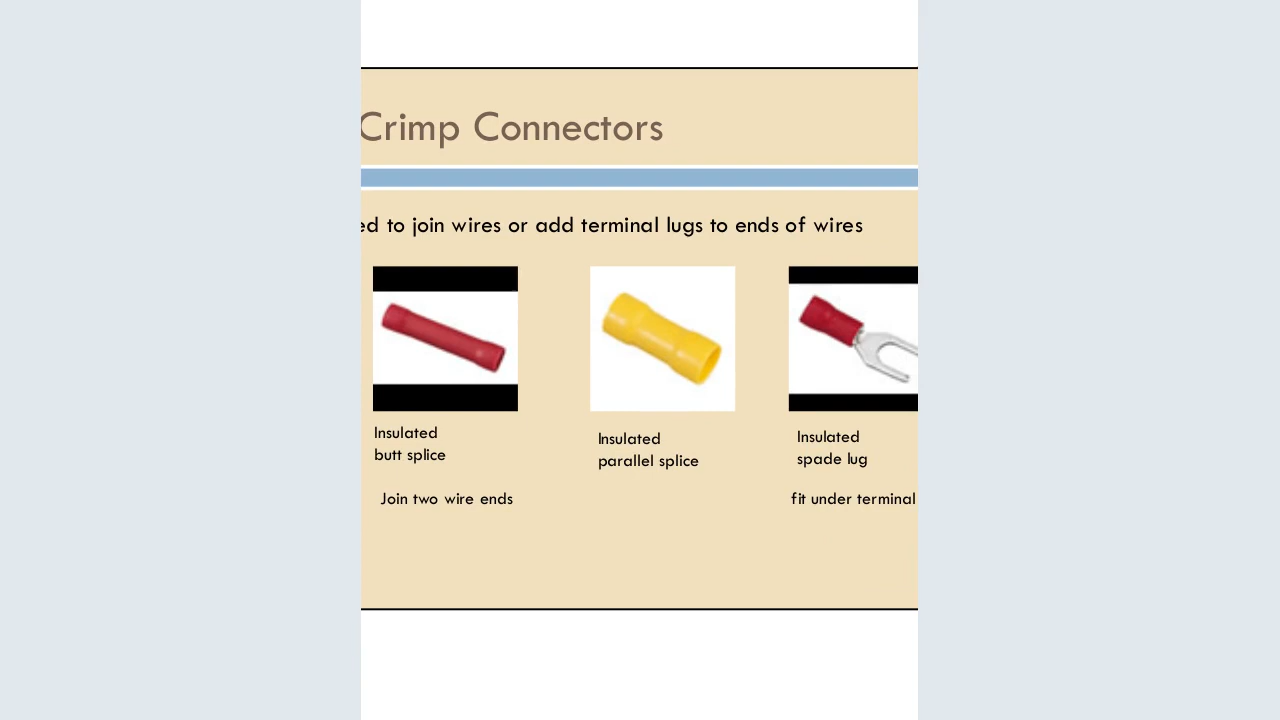 Crimp Connectors
ed to join wires or add terminal lugs to ends of wires
Insulated
butt splice
Insulated
parallel splice
Insulated
spade lug
Join two wire ends
fit under terminal